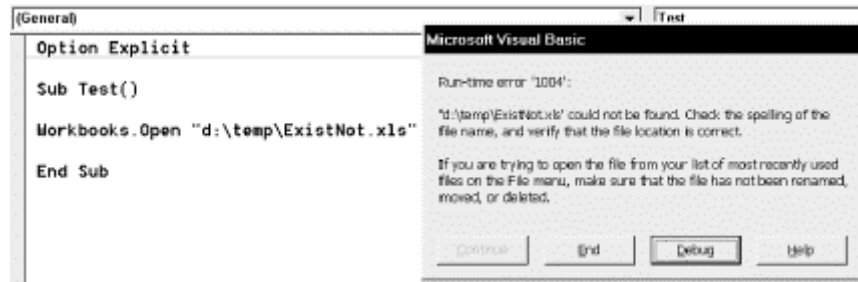 (General)
Test
Option Explicit
Sub Test()
Workbooks.Open "d:\temp\ExistNot.xls"
End Sub
Microsoft Visual Basic
Run-time error '1004':
'd:\temp\ExistNot.xls' could not be found. Check the spelling of the
file name, and verify that the file location is correct.
If you are trying to open the file from your list of most recently used
files on the File menu, make sure that the file has not been renamed,
moved, or deleted.
Continue End Debug Help